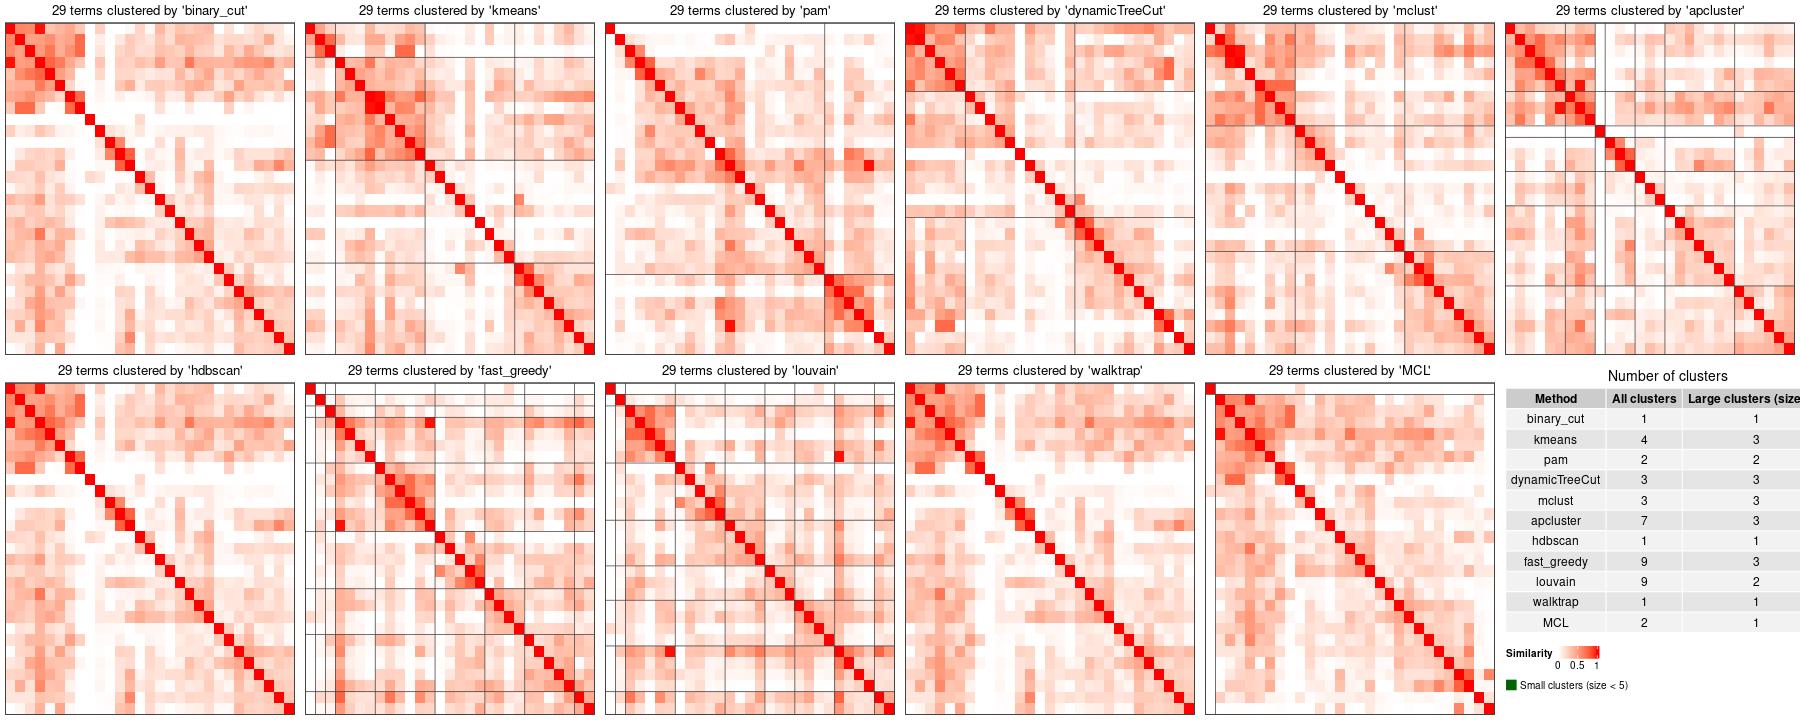 29 terms clustered by 'binary_cut'
29 terms clustered by 'kmeans'
29 terms clustered by 'pam'
29 terms clustered by 'dynamicTreeCut'
29 terms clustered by 'mclust'
29 terms clustered by 'apcluster'
29 terms clustered by 'hdbscan'
29 terms clustered by 'fast_greedy'
29 terms clustered by 'louvain'
29 terms clustered by 'walktrap'
29 terms clustered by 'MCL'
Number of clusters
Method All clusters Large clusters (size
binary_cut 1 1
kmeans 4 3
pam 2 2
dynamicTreeCut 3 3
mclust 3 3
apcluster 7 3
hdbscan 1 1
fast_greedy 9 3
louvain 9 2
walktrap 1 1
MCL 2 1
Similarity
0 0.5 1
Small clusters (size < 5)